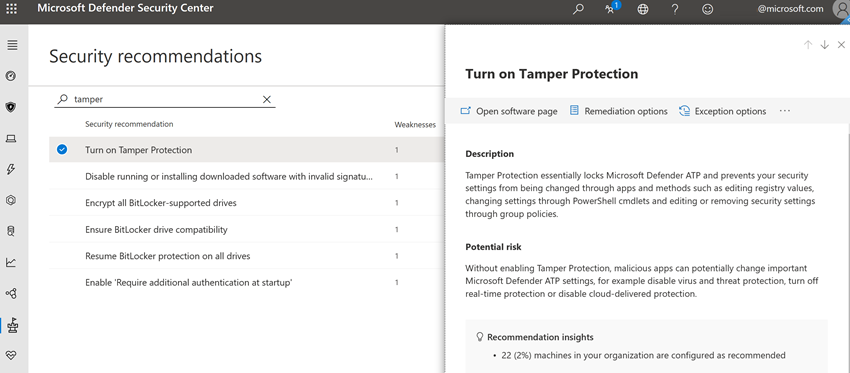 Microsoft Defender Security Center
1
@microsoft.com
Security recommendations
tamper
Security recommendation Weaknesses
Turn on Tamper Protection 1
Disable running or installing downloaded software with invalid signatu... 1
Encrypt all BitLocker-supported drives 1
Ensure BitLocker drive compatibility 1
Resume BitLocker protection on all drives 1
Enable 'Require additional authentication at startup' 1
Turn on Tamper Protection
Open software page Remediation options Exception options ...
Description
Tamper Protection essentially locks Microsoft Defender ATP and prevents your security
settings from being changed through apps and methods such as editing registry values,
changing settings through PowerShell cmdlets and editing or removing security settings
through group policies.
Potential risk
Without enabling Tamper Protection, malicious apps can potentially change important
Microsoft Defender ATP settings, for example disable virus and threat protection, turn off
real-time protection or disable cloud-delivered protection.
Recommendation insights
• 22 (2%) machines in your organization are configured as recommended